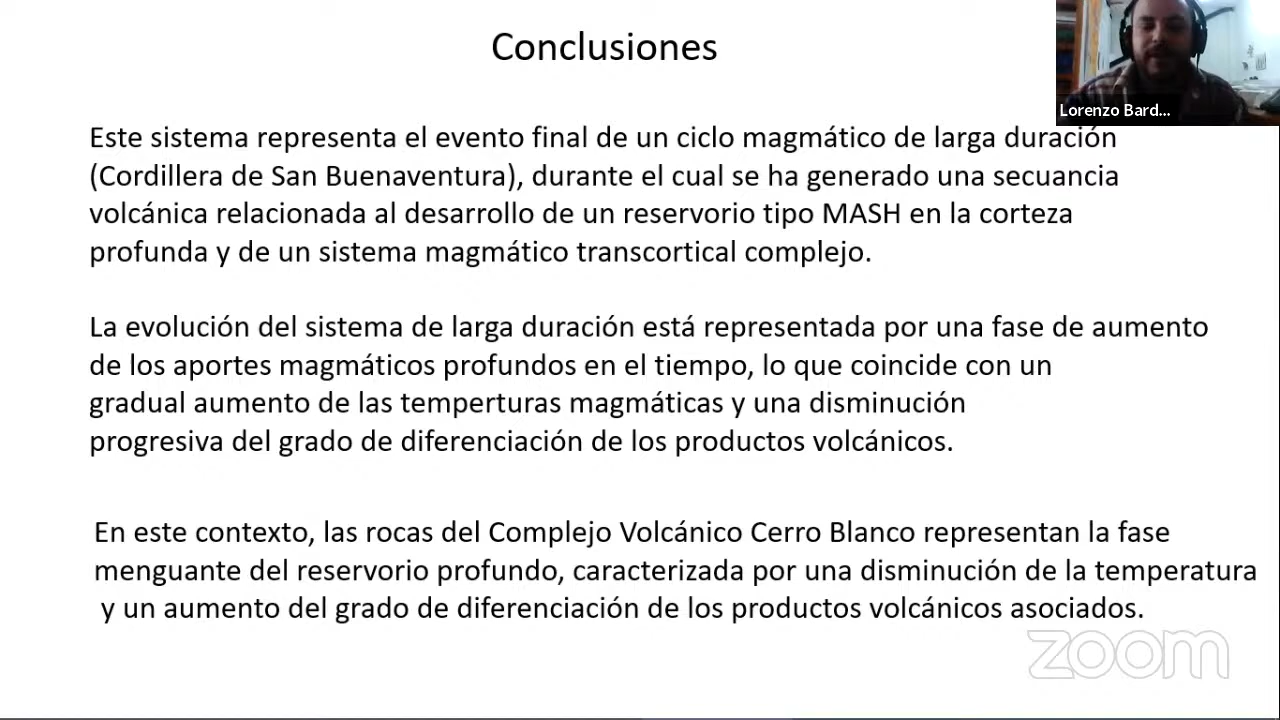 Conclusiones
Lorenzo Bard...
Este sistema representa el evento final de un ciclo magmático de larga duración
(Cordillera de San Buenaventura), durante el cual se ha generado una secuancia
volcánica relacionada al desarrollo de un reservorio tipo MASH en la corteza
profunda y de un sistema magmático transcortical complejo.
La evolución del sistema de larga duración está representada por una fase de aumento
de los aportes magmáticos profundos en el tiempo, lo que coincide con un
gradual aumento de las temperturas magmáticas y una disminución
progresiva del grado de diferenciación de los productos volcánicos.
En este contexto, las rocas del Complejo Volcánico Cerro Blanco representan la fase
menguante del reservorio profundo, caracterizada por una disminución de la temperatura
y un aumento del grado de diferenciación de los productos volcánicos asociados.
zoom